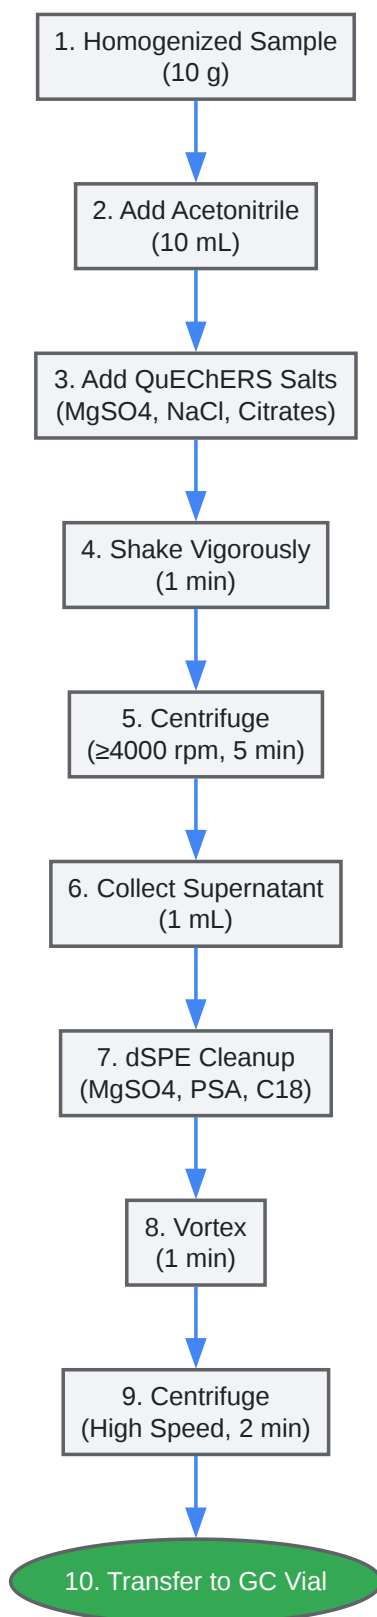 1. Homogenized Sample
(10 g)
2. Add Acetonitrile
(10 mL)
3. Add QuEChERS Salts
(MgSO4, NaCl, Citrates)
4. Shake Vigorously
(1 min)
5. Centrifuge
(≥4000 rpm, 5 min)
6. Collect Supernatant
(1 mL)
7. dSPE Cleanup
(MgSO4, PSA, C18)
8. Vortex
(1 min)
9. Centrifuge
(High Speed, 2 min)
10. Transfer to GC Vial